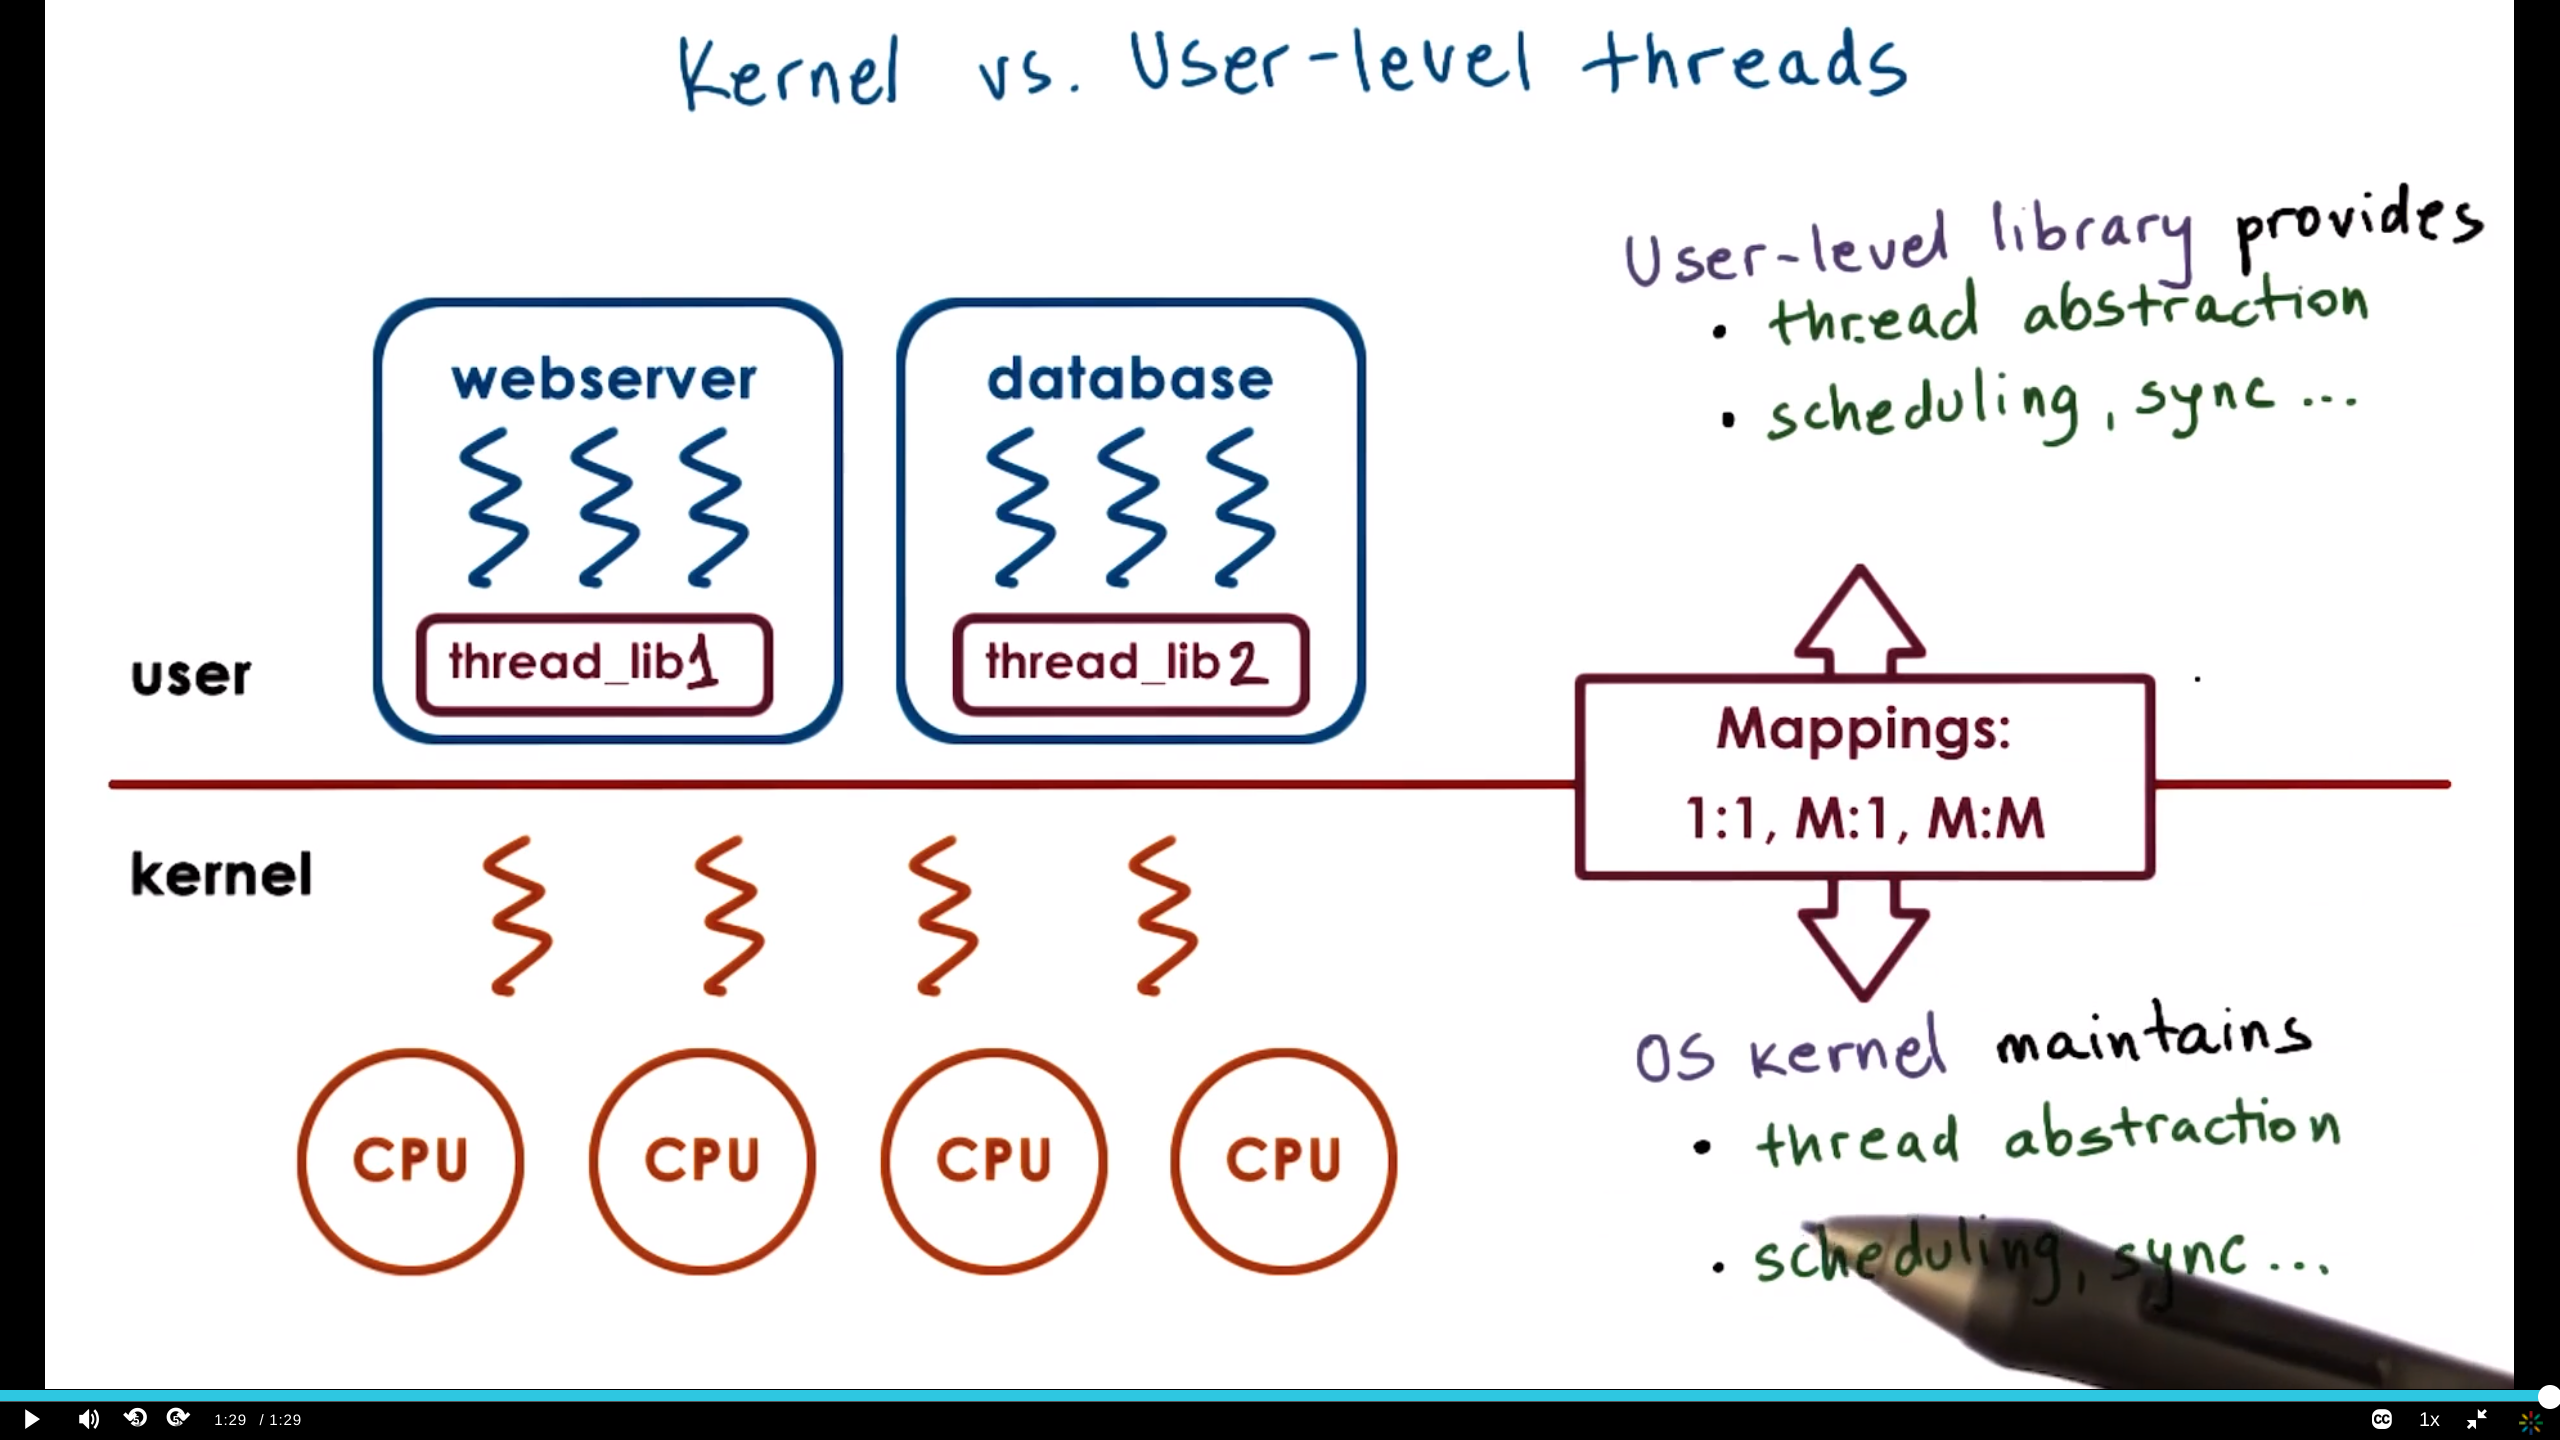 Kernel vs. User-level threads
User-level library provides
• thread abstraction
• scheduling, sync...
webserver
database
thread_lib1
thread_lib2
user
Mappings:
1:1, M:1, M:M
kernel
OS kernel maintains
• thread abstraction
• scheduling, sync...
CPU
CPU
CPU
CPU
1:29 / 1:29
CC
1x